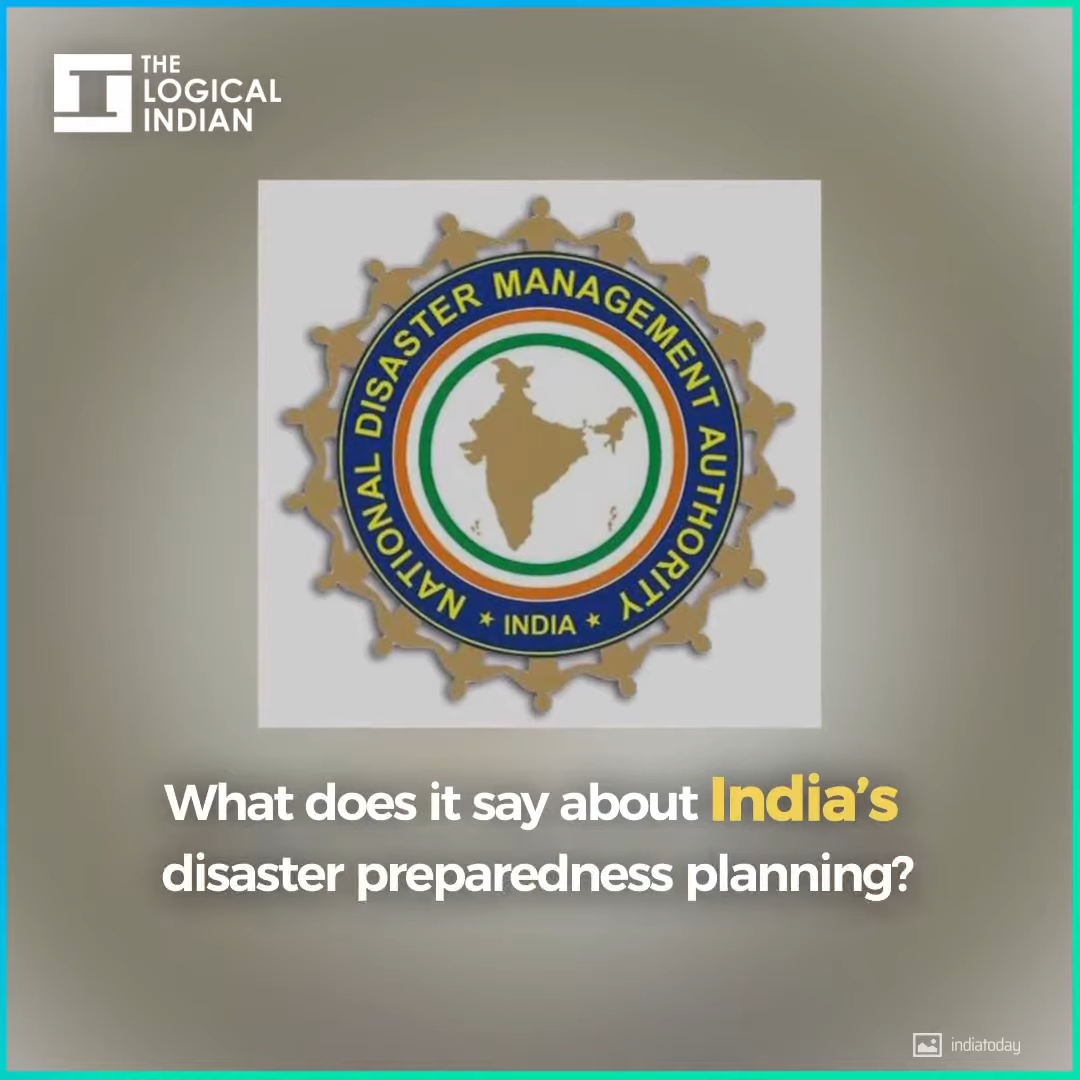 THE
LOGICAL
INDIAN
NATIONAL DISASTER MANAGEMENT AUTHORITY
★ INDIA ★
What does it say about India's
disaster preparedness planning?
indiatoday